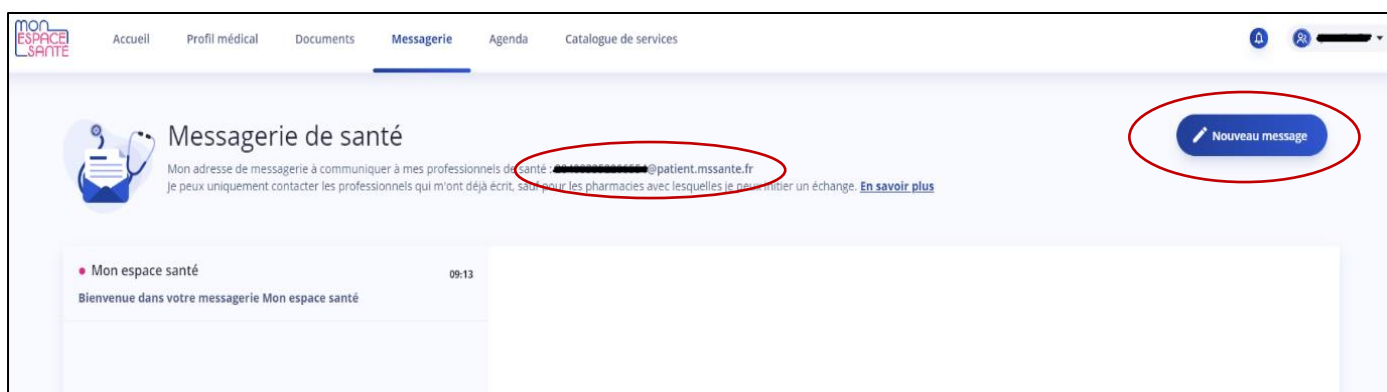 MON
ESPACE
SANTÉ
Accueil Profil médical Documents Messagerie Agenda Catalogue de services
Messagerie de santé
Nouveau message
Mon adresse de messagerie à communiquer à mes professionnels de santé : @patient.mssante.fr
Je peux uniquement contacter les professionnels qui m'ont déjà écrit, sauf pour les pharmacies avec lesquelles je peux initier un échange. En savoir plus
Mon espace santé 09:13
Bienvenue dans votre messagerie Mon espace santé